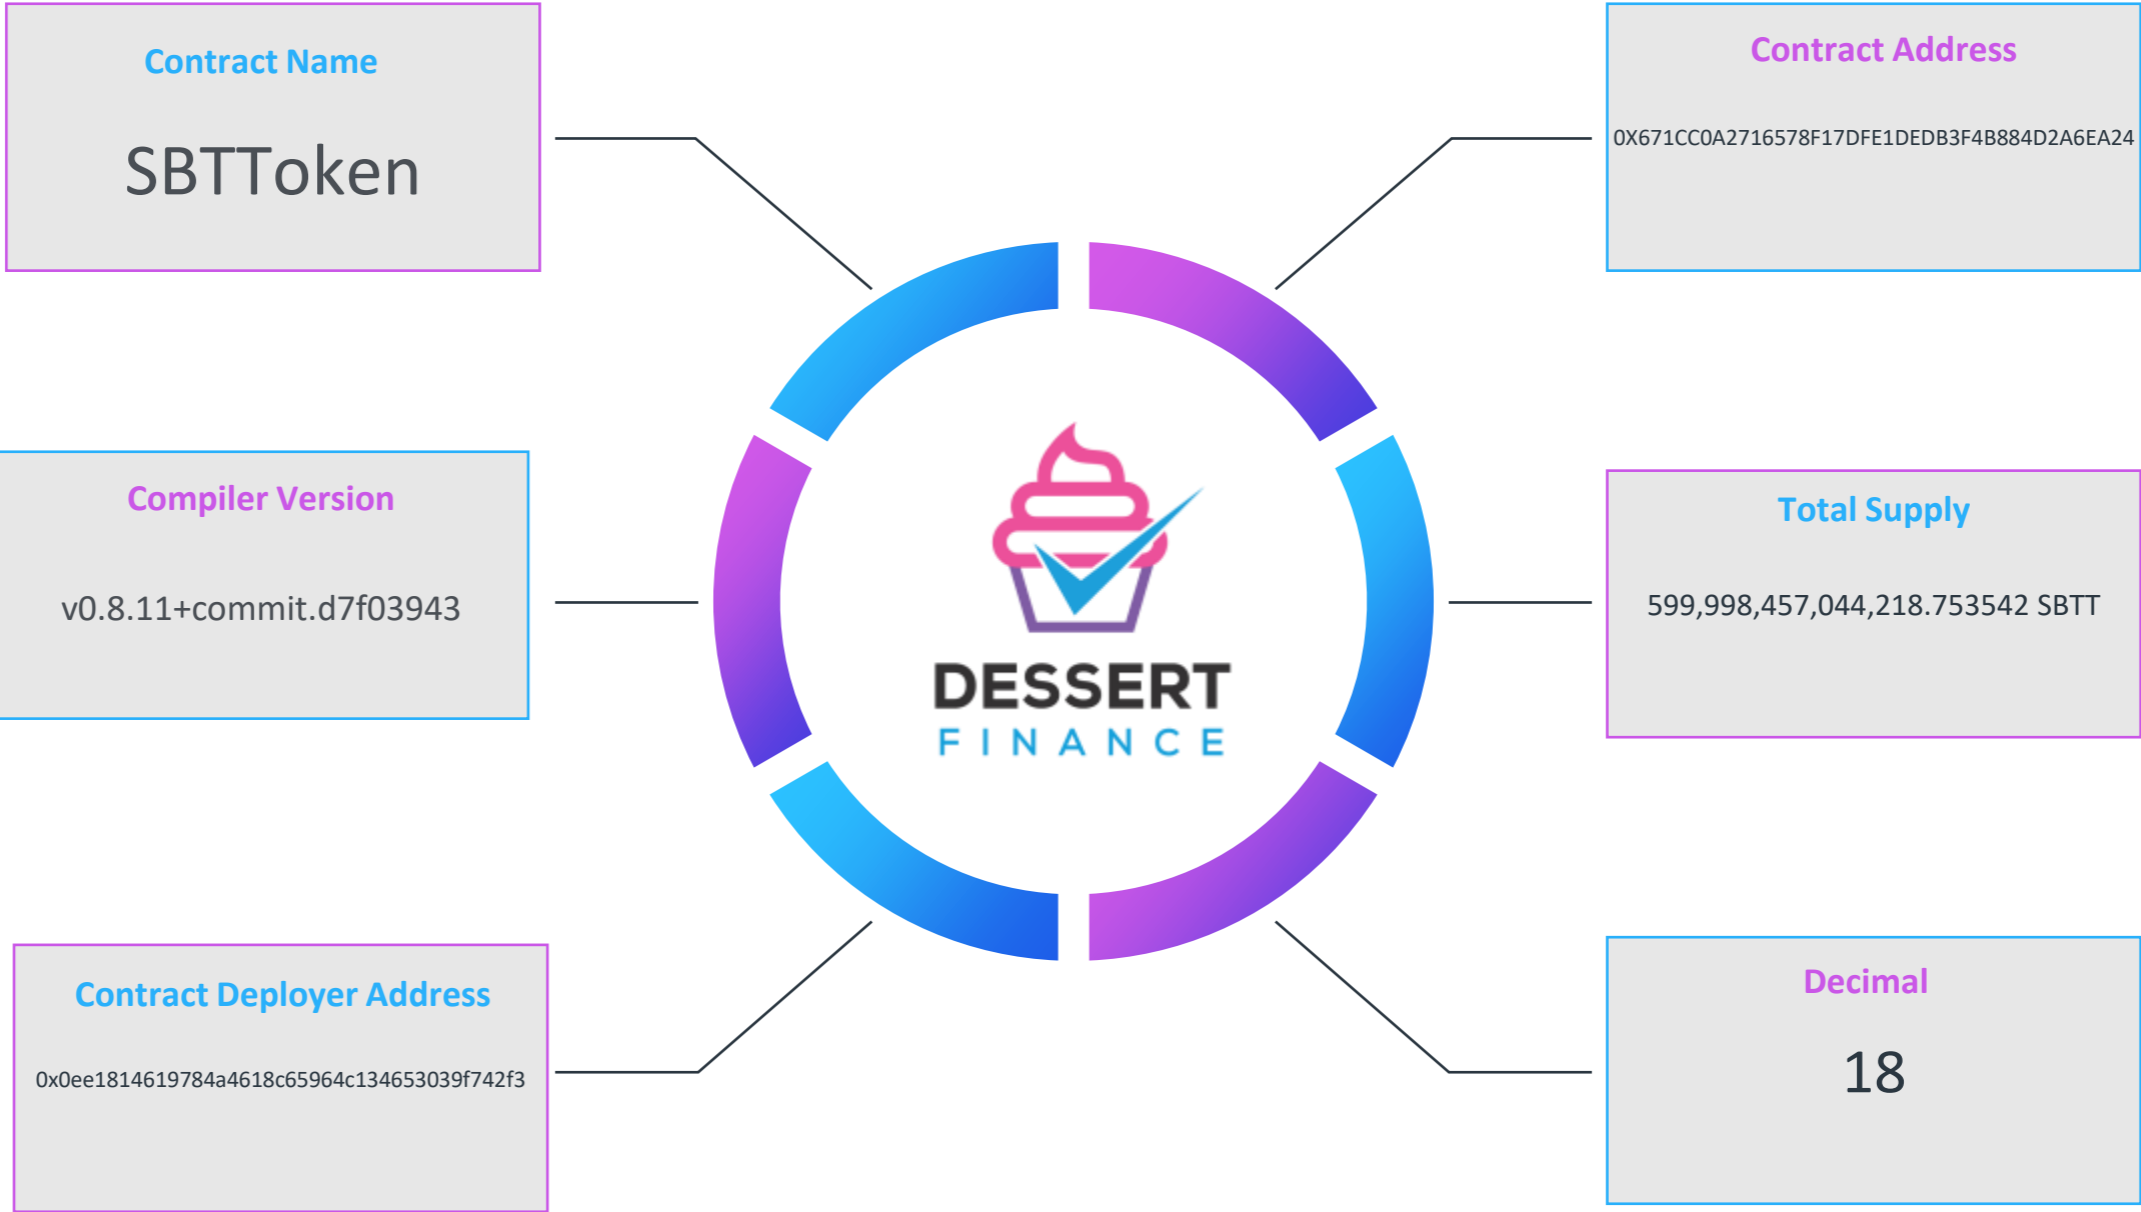 Contract Name
SBTToken
Contract Address
0X671CC0A2716578F17DFE1DEDB3F4B884D2A6EA24
Compiler Version
v0.8.11+commit.d7f03943
Total Supply
599,998,457,044,218.753542 SBTT
DESSERT
FINANCE
Contract Deployer Address
0x0ee1814619784a4618c65964c134653039f742f3
Decimal
18